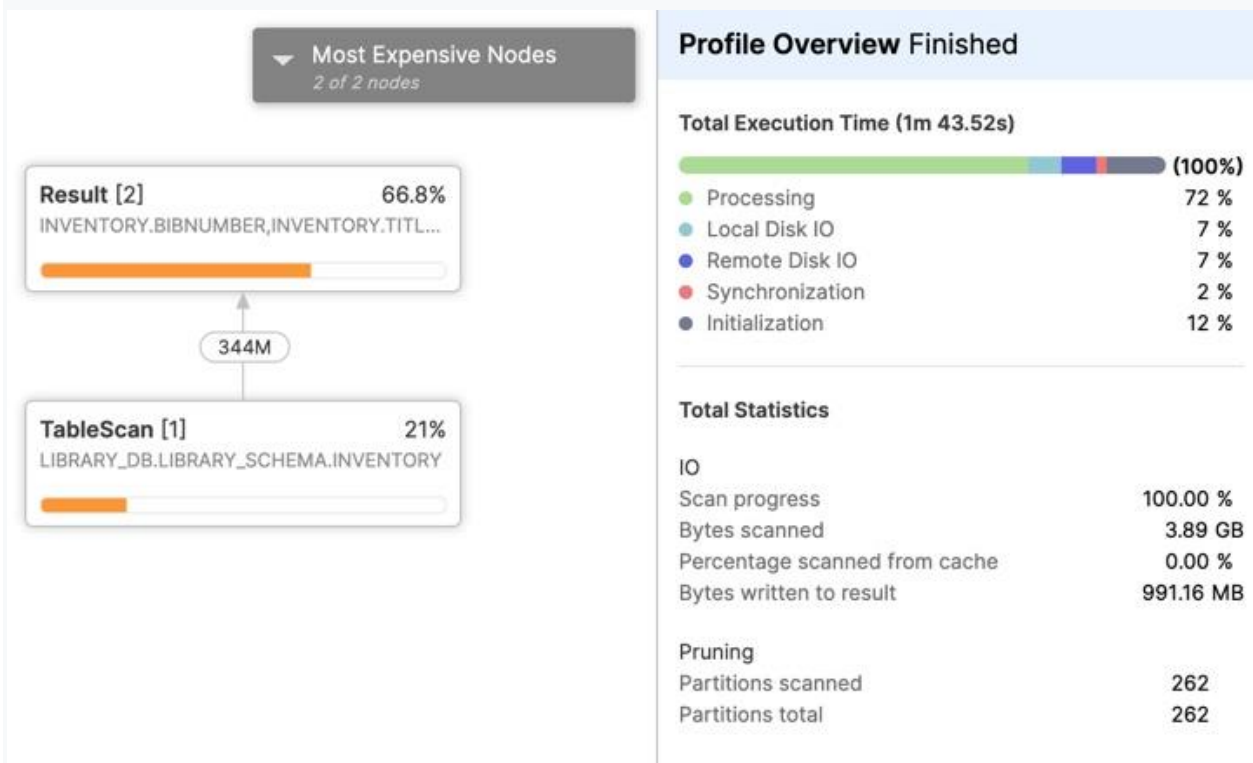 Most Expensive Nodes
2 of 2 nodes
Result [2] 66.8%
INVENTORY.BIBNUMBER,INVENTORY.TITL...
344M
TableScan [1] 21%
LIBRARY_DB.LIBRARY_SCHEMA.INVENTORY
Profile Overview Finished
Total Execution Time (1m 43.52s)
(100%)
Processing 72 %
Local Disk IO 7 %
Remote Disk IO 7 %
Synchronization 2 %
Initialization 12 %
Total Statistics
IO
Scan progress 100.00 %
Bytes scanned 3.89 GB
Percentage scanned from cache 0.00 %
Bytes written to result 991.16 MB
Pruning
Partitions scanned 262
Partitions total 262